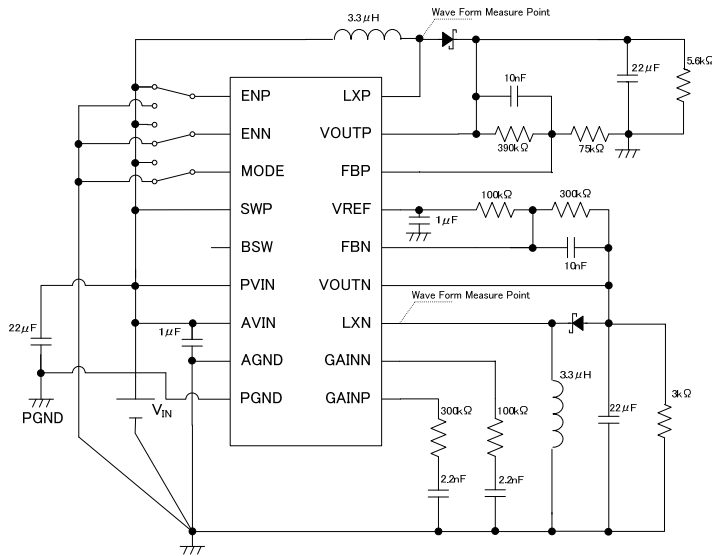 Wave Form Measure Point
3.3μH
10nF
22μF
5.6kΩ
390kΩ
75kΩ
ENP
LXP
ENN
VOUTP
MODE
FBP
SWP
VREF
1μF
100kΩ
300kΩ
BSW
FBN
10nF
PVIN
VOUTN
Wave Form Measure Point
22μF
1μF
AVIN
LXN
AGND
GAINN
3.3μH
PGND
VIN
PGND
GAINP
300kΩ
100kΩ
22μF
3kΩ
2.2nF
2.2nF